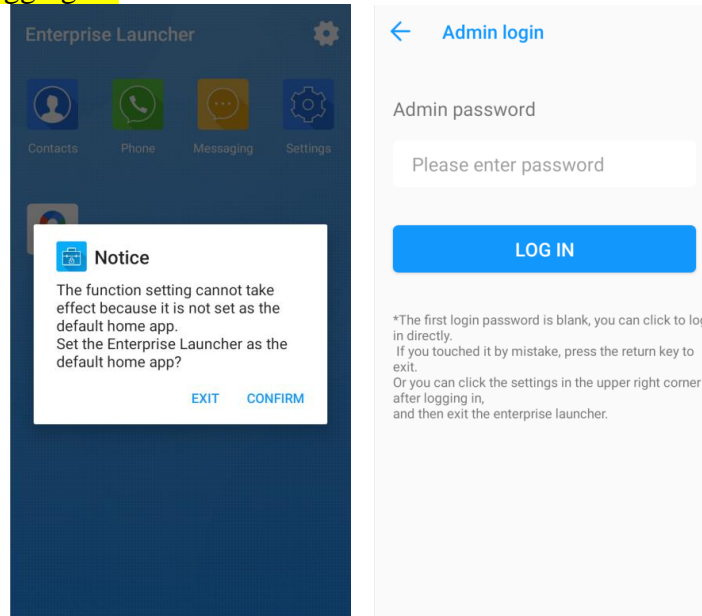 Enterprise Launcher
Contacts Phone Messaging Settings
Notice
The function setting cannot take
effect because it is not set as the
default home app.
Set the Enterprise Launcher as the
default home app?
EXIT CONFIRM
Admin login
Admin password
Please enter password
LOG IN
*The first login password is blank, you can click to log
in directly.
If you touched it by mistake, press the return key to
exit.
Or you can click the settings in the upper right corner
after logging in,
and then exit the enterprise launcher.